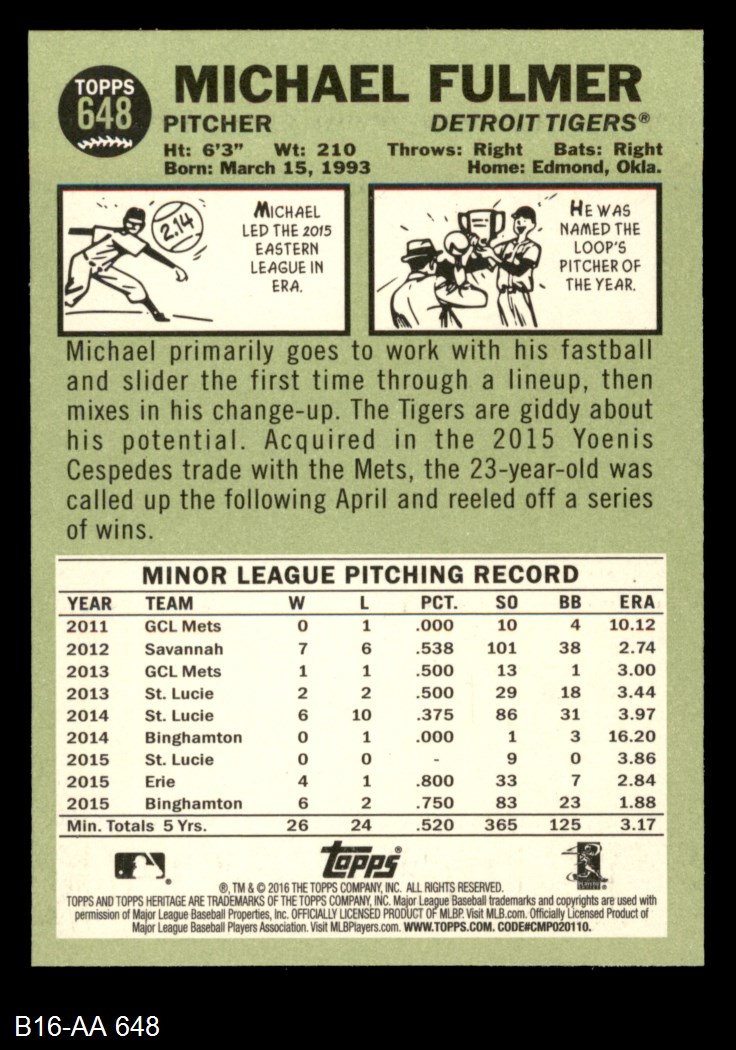 TOPPS
648
MICHAEL FULMER
PITCHER DETROIT TIGERS®
Ht: 6'3" Wt: 210 Throws: Right Bats: Right
Born: March 15, 1993 Home: Edmond, Okla.
2.14
MICHAEL
LED THE 2015
EASTERN
LEAGUE IN
ERA.
HE WAS
NAMED THE
LOOP'S
PITCHER OF
THE YEAR.
Michael primarily goes to work with his fastball
and slider the first time through a lineup, then
mixes in his change-up. The Tigers are giddy about
his potential. Acquired in the 2015 Yoenis
Cespedes trade with the Mets, the 23-year-old was
called up the following April and reeled off a series
of wins.
MINOR LEAGUE PITCHING RECORD
YEAR TEAM W L PCT. SO BB ERA
2011 GCL Mets 0 1 .000 10 4 10.12
2012 Savannah 7 6 .538 101 38 2.74
2013 GCL Mets 1 1 .500 13 1 3.00
2013 St. Lucie 2 2 .500 29 18 3.44
2014 St. Lucie 6 10 .375 86 31 3.97
2014 Binghamton 0 1 .000 1 3 16.20
2015 St. Lucie 0 0 - 9 0 3.86
2015 Erie 4 1 .800 33 7 2.84
2015 Binghamton 6 2 .750 83 23 1.88
Min. Totals 5 Yrs. 26 24 .520 365 125 3.17
Topps
®, TM & © 2016 THE TOPPS COMPANY, INC. ALL RIGHTS RESERVED.
TOPPS AND TOPPS HERITAGE ARE TRADEMARKS OF THE TOPPS COMPANY, INC. Major League Baseball trademarks and copyrights are used with
permission of Major League Baseball Properties, Inc. OFFICIALLY LICENSED PRODUCT OF MLBP. Visit MLB.com. Officially Licensed Product of
Major League Baseball Players Association. Visit MLBPlayers.com. WWW.TOPPS.COM. CODE#CMP020110.
B16-AA 648